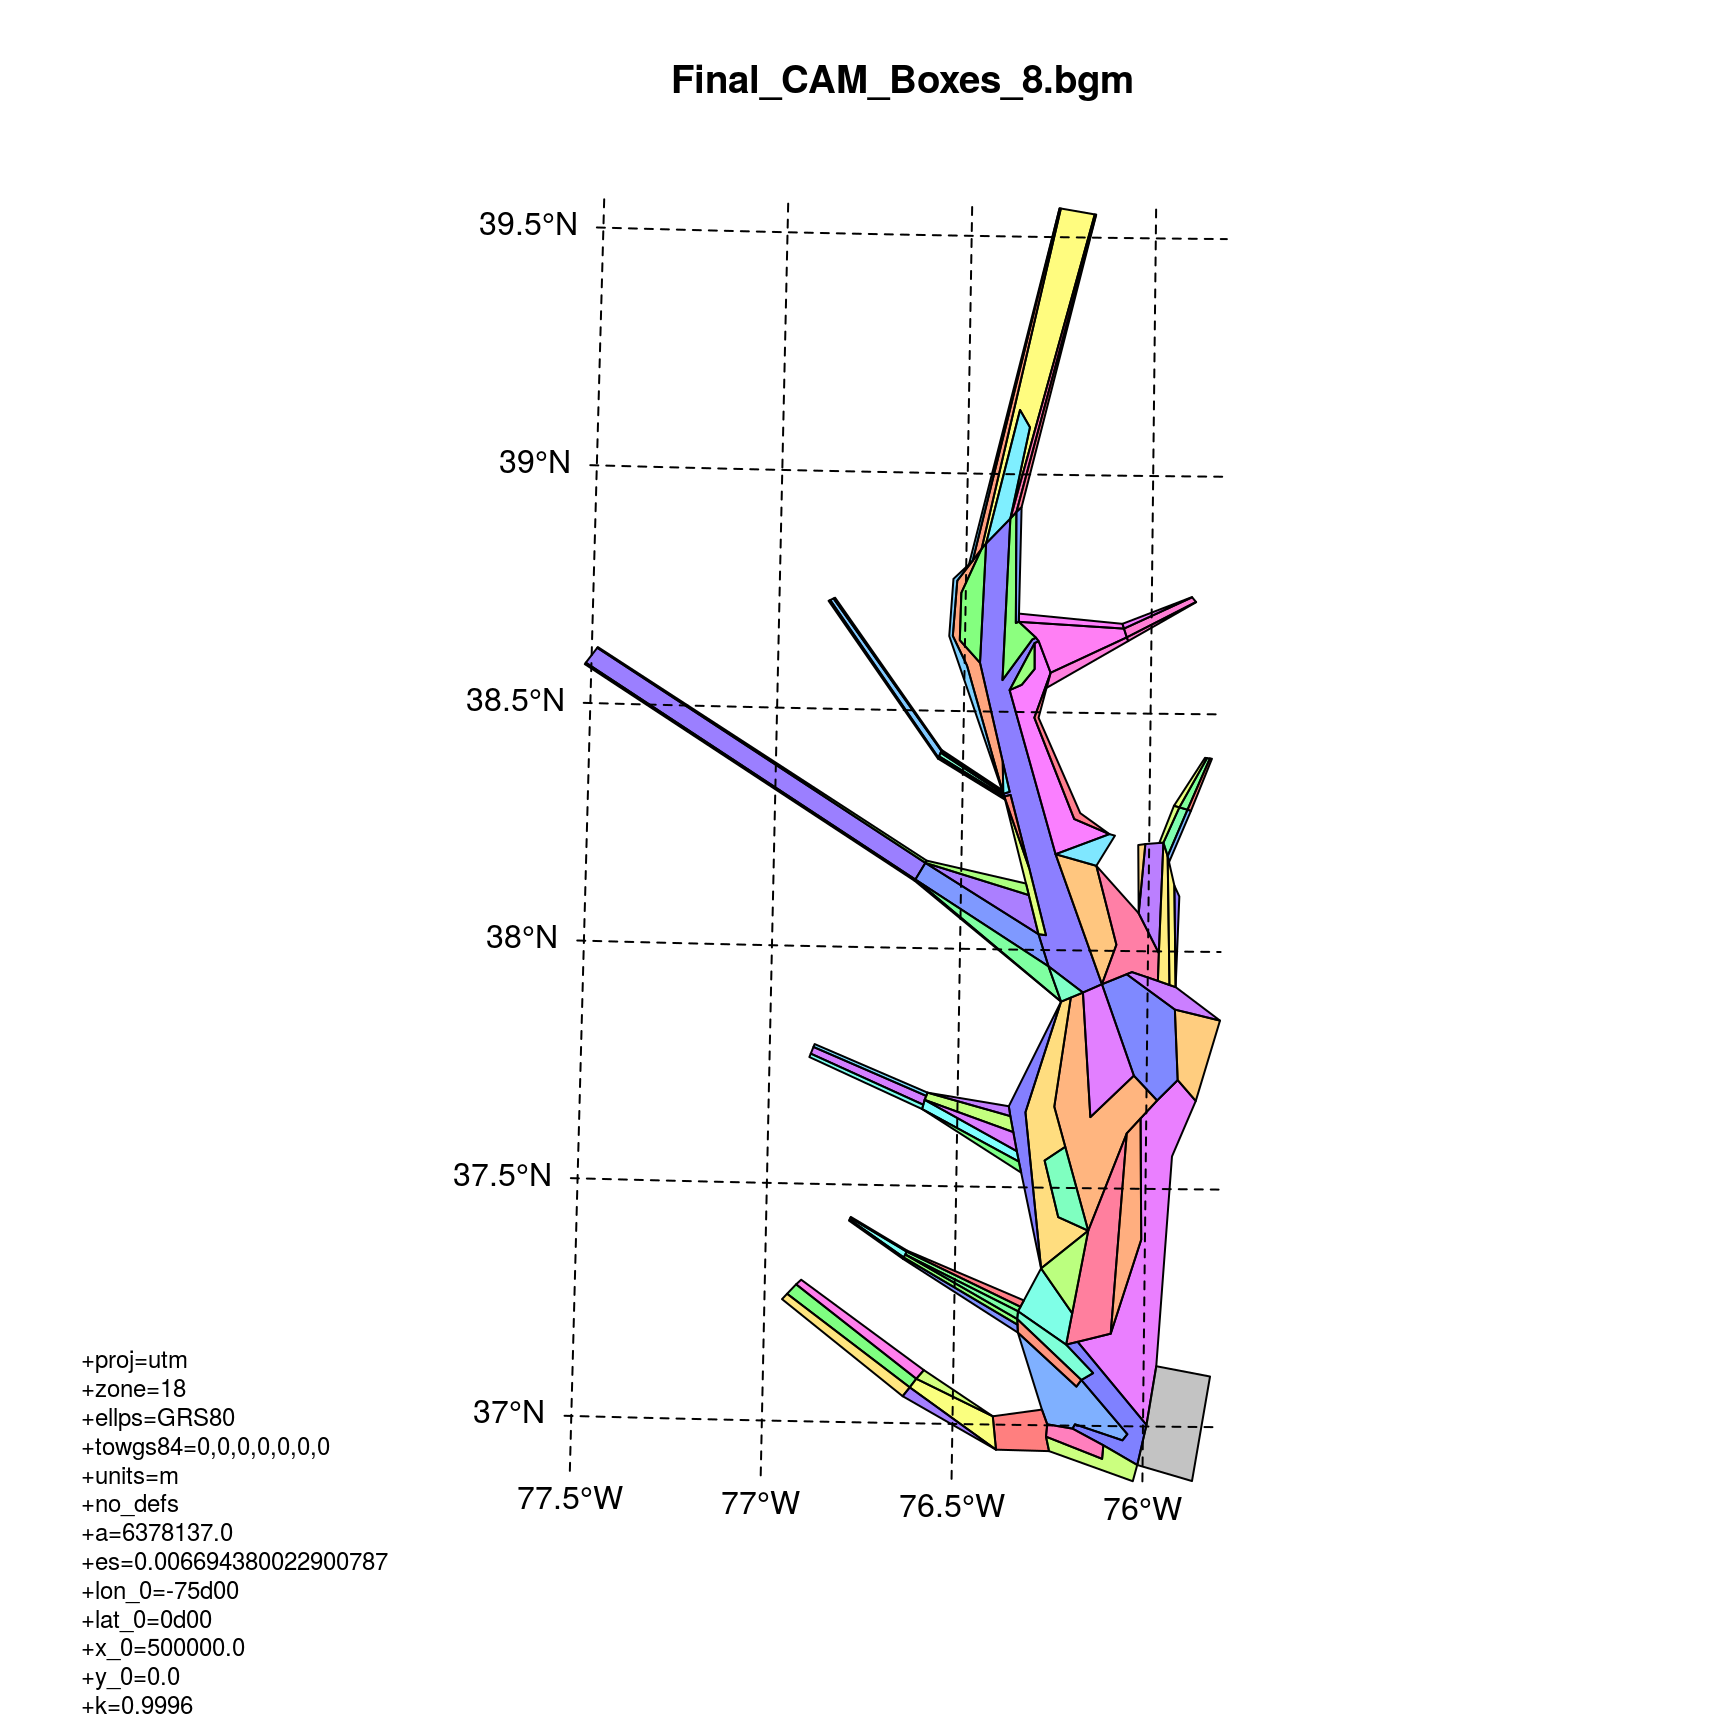 Final_CAM_Boxes_8.bgm
39.5°N
39°N
38.5°N
38°N
37.5°N
37°N
77.5°W
77°W
76.5°W
76°W
+proj=utm
+zone=18
+ellps=GRS80
+towgs84=0,0,0,0,0,0,0
+units=m
+no_defs
+a=6378137.0
+es=0.006694380022900787
+lon_0=-75d00
+lat_0=0d00
+x_0=500000.0
+y_0=0.0
+k=0.9996